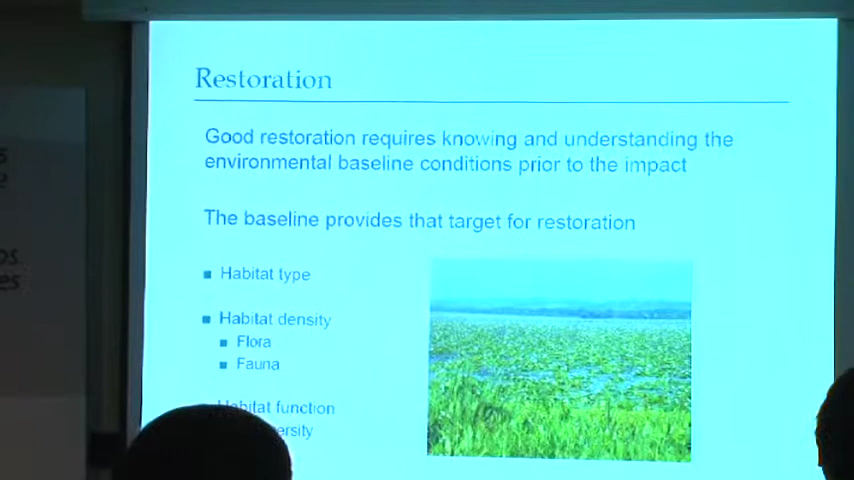 Restoration
Good restoration requires knowing and understanding the
environmental baseline conditions prior to the impact
The baseline provides that target for restoration
Habitat type
Habitat density
Flora
Fauna
Habitat function